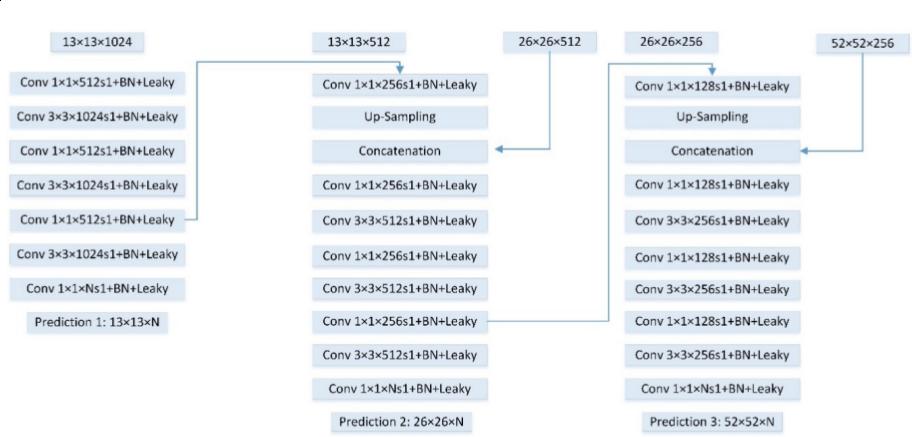 13×13×1024
Conv 1×1×512s1+BN+Leaky
Conv 3×3×1024s1+BN+Leaky
Conv 1×1×512s1+BN+Leaky
Conv 3×3×1024s1+BN+Leaky
Conv 1×1×512s1+BN+Leaky
Conv 3×3×1024s1+BN+Leaky
Conv 1×1×Ns1+BN+Leaky
Prediction 1: 13×13×N
13×13×512
26×26×512
Conv 1×1×256s1+BN+Leaky
Up-Sampling
Concatenation
Conv 1×1×256s1+BN+Leaky
Conv 3×3×512s1+BN+Leaky
Conv 1×1×256s1+BN+Leaky
Conv 3×3×512s1+BN+Leaky
Conv 1×1×256s1+BN+Leaky
Conv 3×3×512s1+BN+Leaky
Conv 1×1×Ns1+BN+Leaky
Prediction 2: 26×26×N
26×26×256
52×52×256
Conv 1×1×128s1+BN+Leaky
Up-Sampling
Concatenation
Conv 1×1×128s1+BN+Leaky
Conv 3×3×256s1+BN+Leaky
Conv 1×1×128s1+BN+Leaky
Conv 3×3×256s1+BN+Leaky
Conv 1×1×128s1+BN+Leaky
Conv 3×3×256s1+BN+Leaky
Conv 1×1×Ns1+BN+Leaky
Prediction 3: 52×52×N